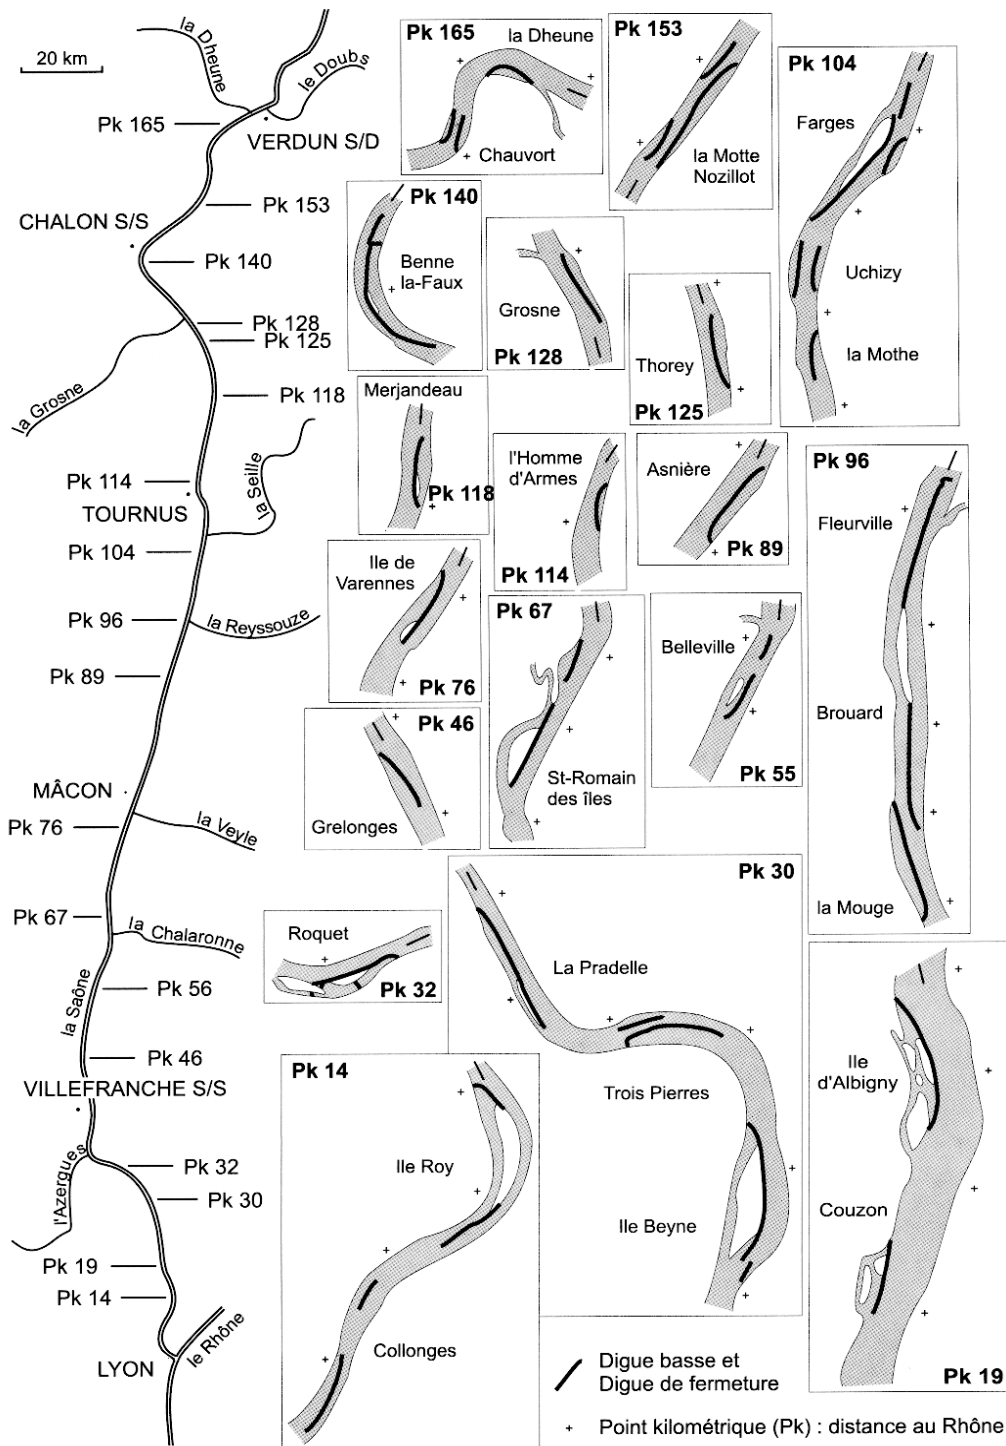 la Dheune
le Doubs
20 km
Pk 165
VERDUN S/D
Pk 153
CHALON S/S
Pk 140
Pk 128
Pk 125
la Grosne
Pk 118
la Seille
Pk 114
TOURNUS
Pk 104
Pk 96
la Reyssouze
Pk 89
MÂCON
Pk 76
la Veyle
Pk 67
la Chalaronne
la Saône
Pk 56
Pk 46
VILLEFRANCHE S/S
l'Azergues
Pk 32
Pk 30
Pk 19
Pk 14
LYON
le Rhône
Pk 165
la Dheune
Chauvort
Pk 153
la Motte
Nozillot
Pk 104
Farges
Uchizy
la Mothe
Pk 140
Benne
la-Faux
Grosne
Pk 128
Thorey
Pk 125
Merjandeau
Pk 118
l'Homme
d'Armes
Pk 114
Asnière
Pk 89
Pk 96
Fleurville
Brouard
la Mouge
Ile de
Varennes
Pk 76
Pk 67
St-Romain
des îles
Belleville
Pk 55
Pk 46
Grelonges
Roquet
Pk 32
Pk 30
La Pradelle
Trois Pierres
Ile Beyne
Pk 14
Ile Roy
Collonges
Ile
d'Albigny
Couzon
Pk 19
Digue basse et
Digue de fermeture
Point kilométrique (Pk) : distance au Rhône